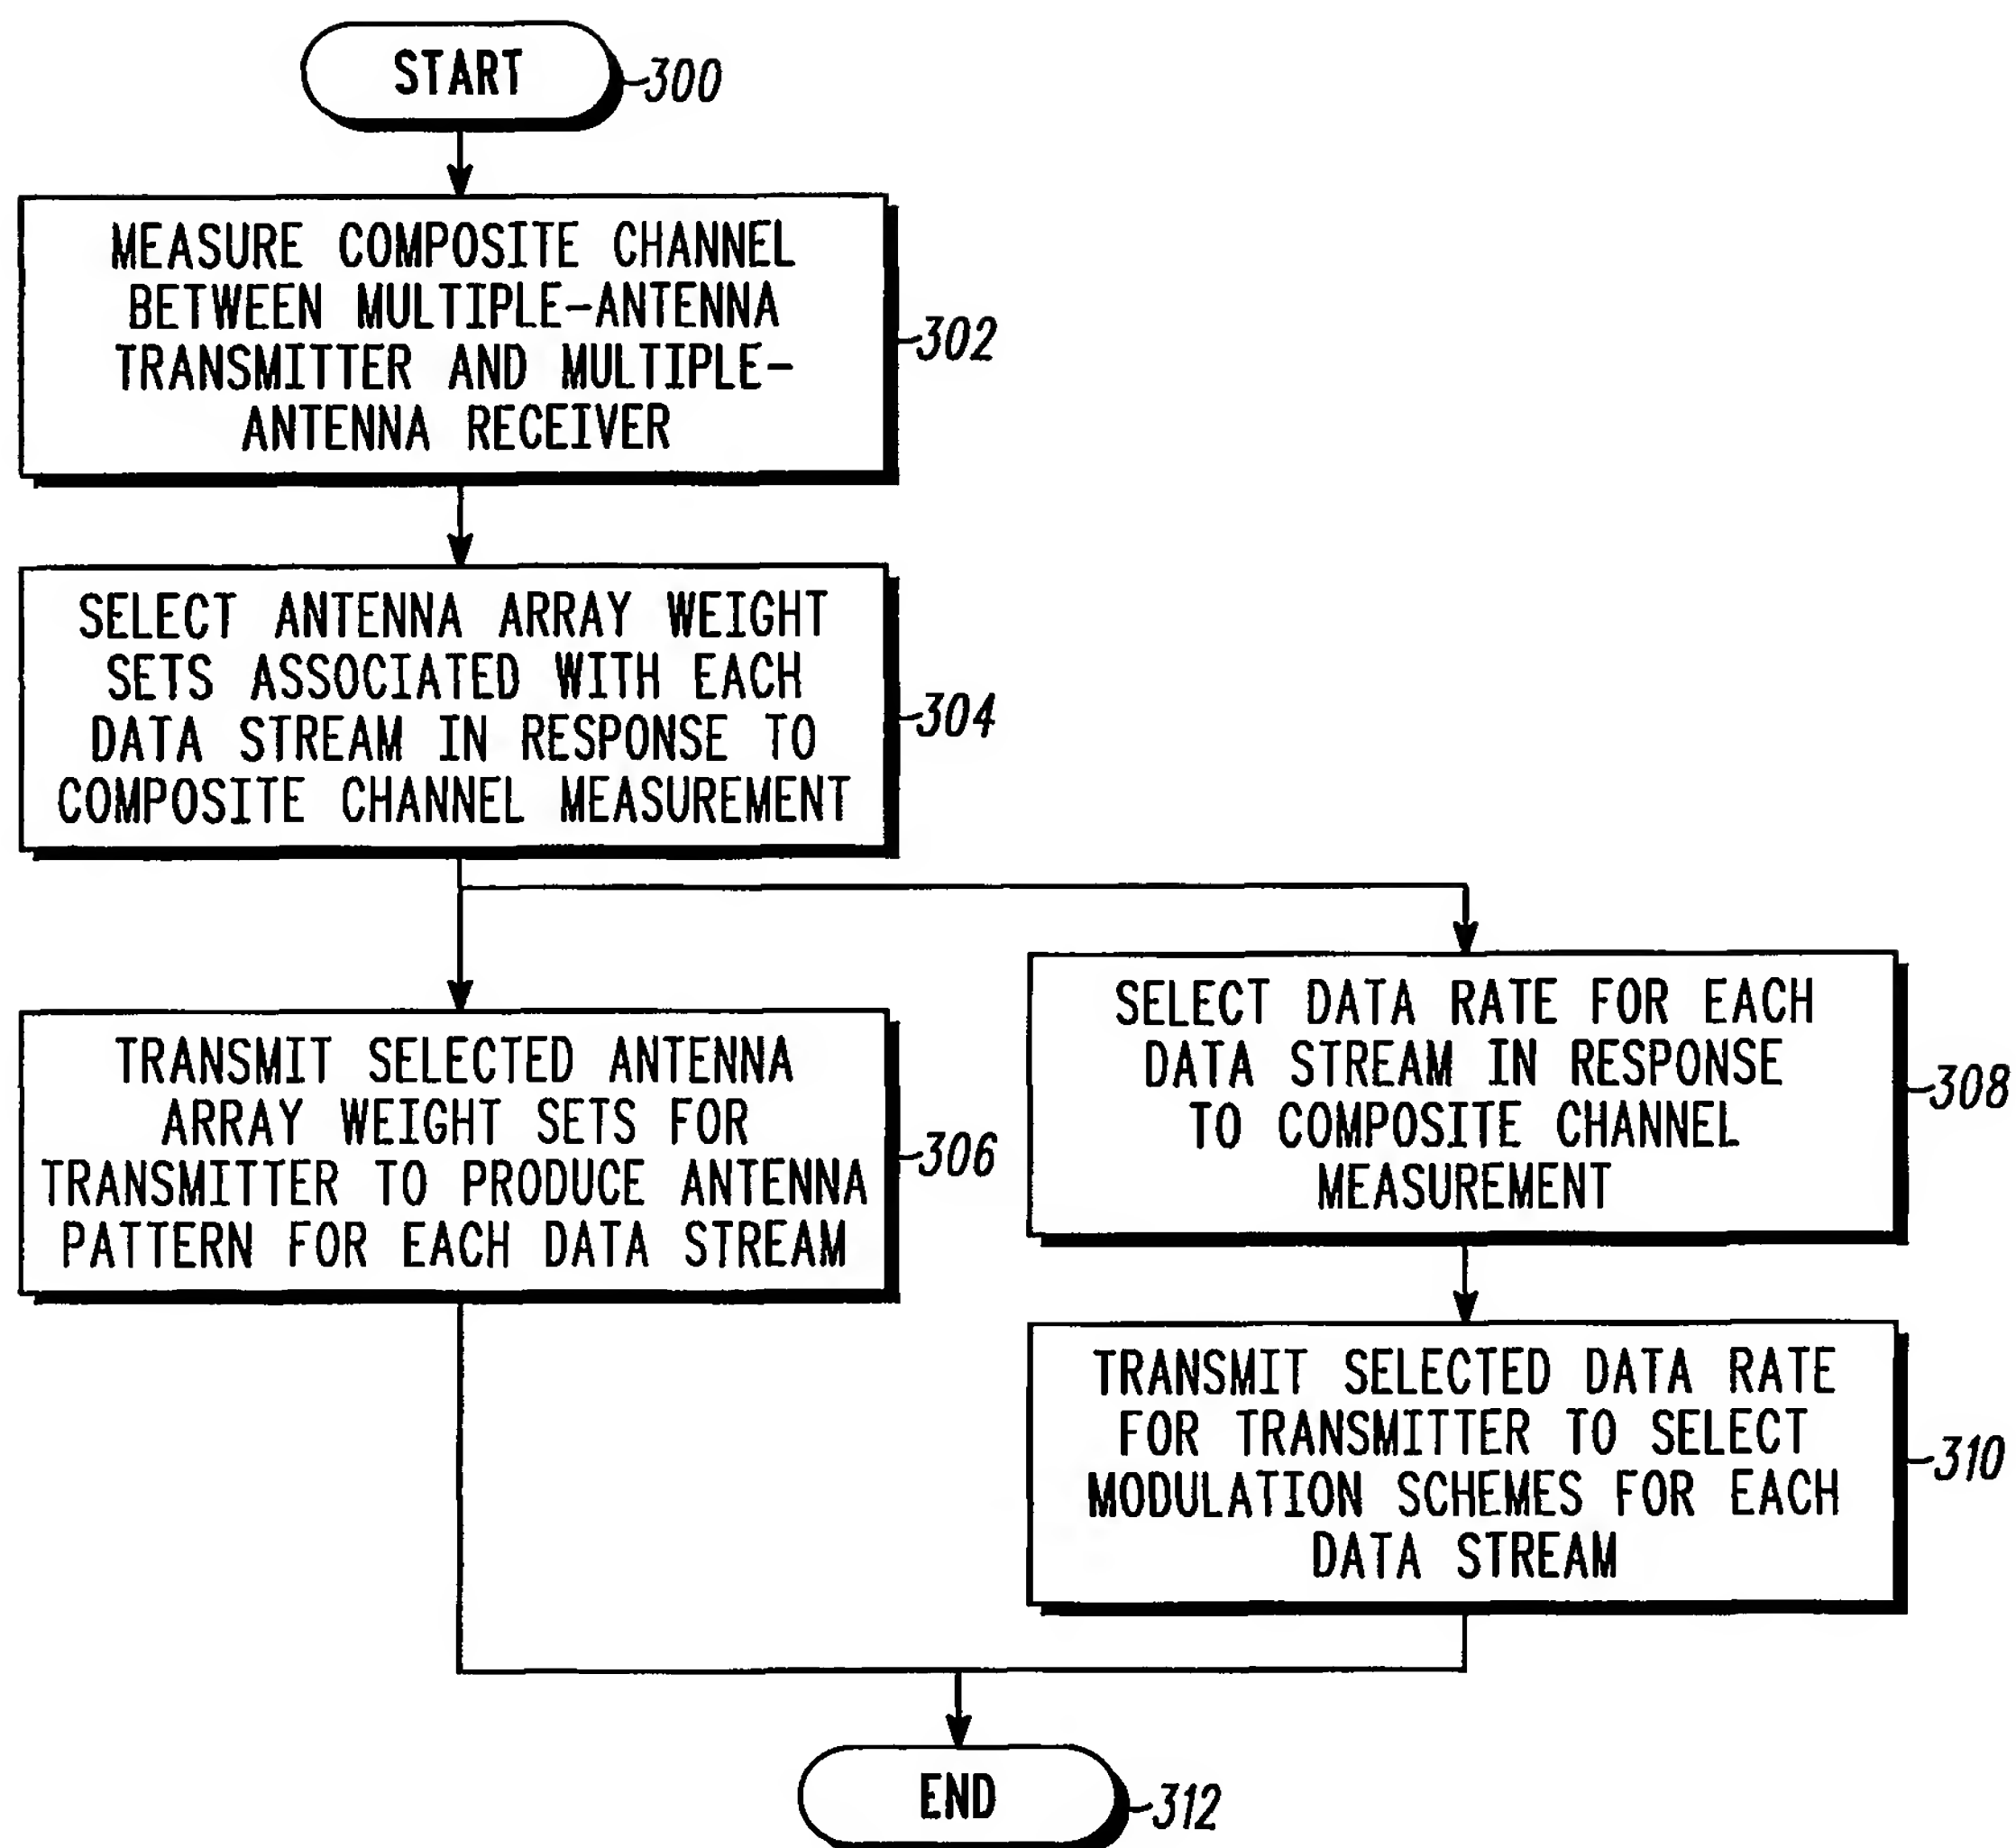 START
300
MEASURE COMPOSITE CHANNEL
BETWEEN MULTIPLE-ANTENNA
TRANSMITTER AND MULTIPLE-
ANTENNA RECEIVER
302
SELECT ANTENNA ARRAY WEIGHT
SETS ASSOCIATED WITH EACH
DATA STREAM IN RESPONSE TO
COMPOSITE CHANNEL MEASUREMENT
304
TRANSMIT SELECTED ANTENNA
ARRAY WEIGHT SETS FOR
TRANSMITTER TO PRODUCE ANTENNA
PATTERN FOR EACH DATA STREAM
306
SELECT DATA RATE FOR EACH
DATA STREAM IN RESPONSE
TO COMPOSITE CHANNEL
MEASUREMENT
308
TRANSMIT SELECTED DATA RATE
FOR TRANSMITTER TO SELECT
MODULATION SCHEMES FOR EACH
DATA STREAM
310
END
312